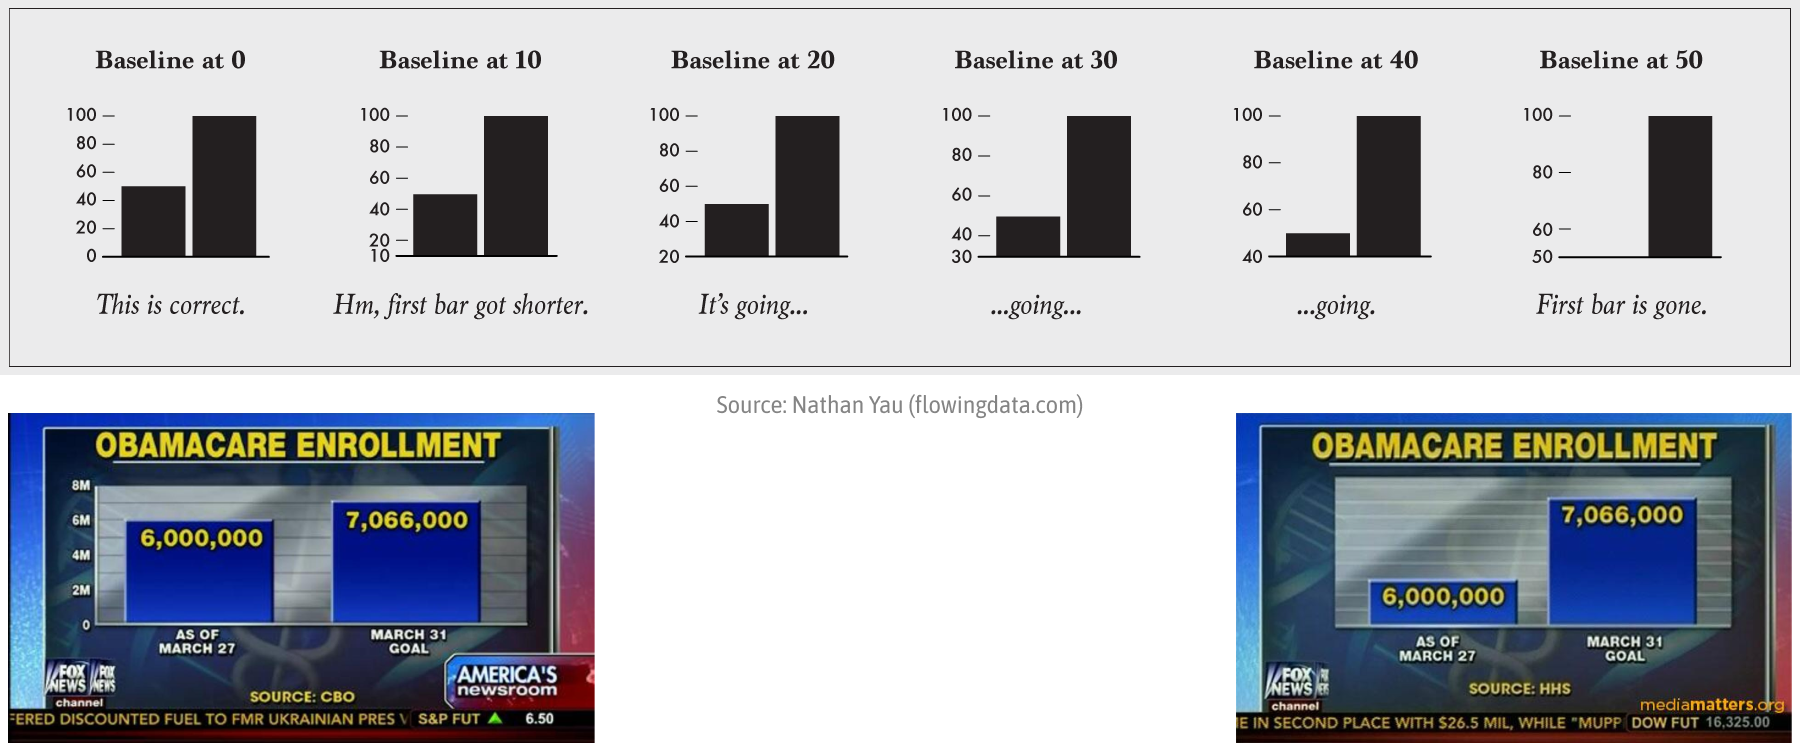 Baseline at 0
100
80
60
40
20
0
This is correct.
Baseline at 10
100
80
60
40
20
10
Hm, first bar got shorter.
Baseline at 20
100
80
60
40
20
It’s going...
Baseline at 30
100
80
60
40
30
...going...
Baseline at 40
100
80
60
40
...going.
Baseline at 50
100
80
60
50
First bar is gone.
Source: Nathan Yau (flowingdata.com)
OBAMACARE ENROLLMENT
8M
6M
4M
2M
0
6,000,000
7,066,000
AS OF
MARCH 27
MARCH 31
GOAL
FOX
NEWS
channel
FOX
NEWS
SOURCE: CBO
AMERICA'S
newsroom
FERED DISCOUNTED FUEL TO FMR UKRAINIAN PRES V
S&P FUT 6.50
OBAMACARE ENROLLMENT
6,000,000
7,066,000
AS OF
MARCH 27
MARCH 31
GOAL
FOX
NEWS
channel
SOURCE: HHS
mediamatters.org
E IN SECOND PLACE WITH $26.5 MIL, WHILE "MUPP
DOW FUT 16,325.00